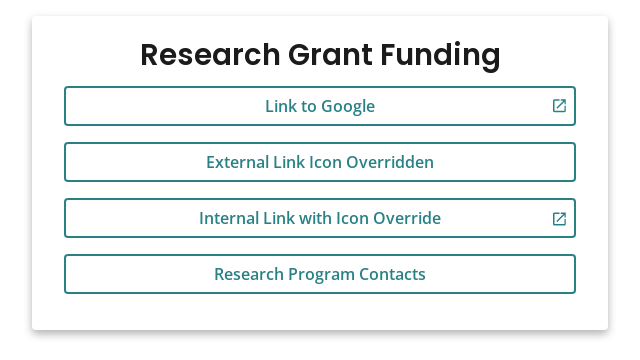 Research Grant Funding
Link to Google
External Link Icon Overridden
Internal Link with Icon Override
Research Program Contacts